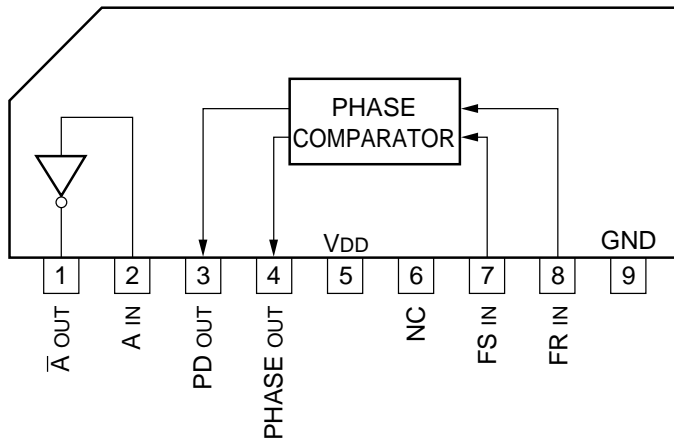 PHASE
COMPARATOR
VDD
GND
1 2 3 4 5 6 7 8 9
A̅ OUT
A IN
PD OUT
PHASE OUT
NC
FS IN
FR IN